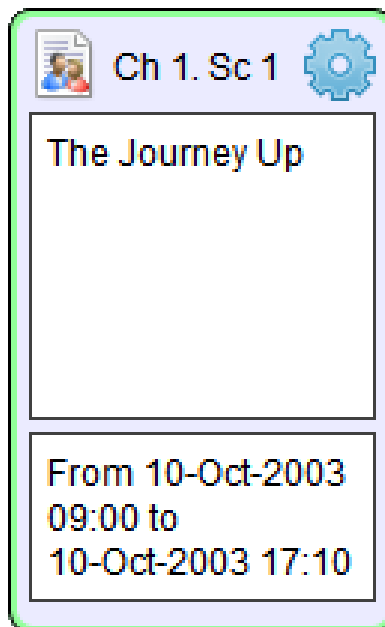 Ch 1. Sc 1
The Journey Up
From 10-Oct-2003
09:00 to
10-Oct-2003 17:10